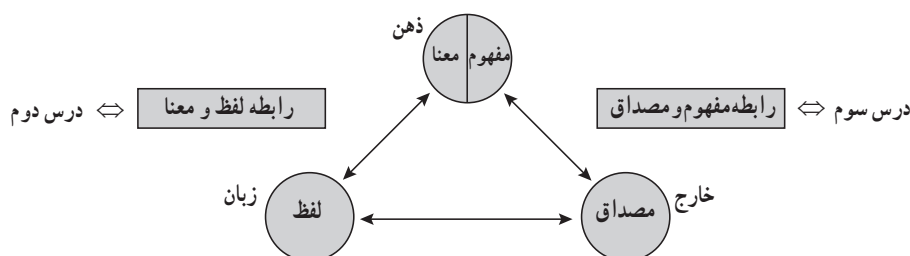 ذهن
مفهوم
معنا
درس سوم ⇔ رابطه مفهوم و مصداق
رابطه لفظ و معنا ⇔ درس دوم
خارج
مصداق
لفظ
زبان